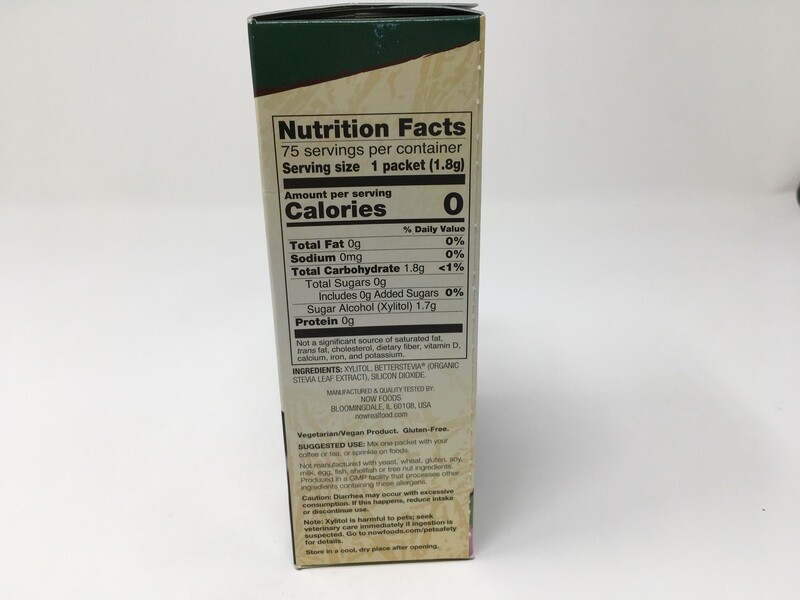 Nutrition Facts
75 servings per container
Serving size 1 packet (1.8g)
Amount per serving
Calories 0
% Daily Value
Total Fat 0g 0%
Sodium 0mg 0%
Total Carbohydrate 1.8g <1%
Total Sugars 0g
Includes 0g Added Sugars 0%
Sugar Alcohol (Xylitol) 1.7g
Protein 0g
Not a significant source of saturated fat,
trans fat, cholesterol, dietary fiber, vitamin D,
calcium, iron, and potassium.
INGREDIENTS: XYLITOL, BETTERSTEVIA® (ORGANIC
STEVIA LEAF EXTRACT), SILICON DIOXIDE.
MANUFACTURED & QUALITY TESTED BY:
NOW FOODS
BLOOMINGDALE, IL 60108, USA
nowrealfood.com
Vegetarian/Vegan Product. Gluten-Free.
SUGGESTED USE: Mix one packet with your
coffee or tea, or sprinkle on foods.
Not manufactured with yeast, wheat, gluten, soy,
milk, egg, fish, shellfish or tree nut ingredients.
Produced in a GMP facility that processes other
ingredients containing these allergens.
Caution: Diarrhea may occur with excessive
consumption. If this happens, reduce intake
or discontinue use.
Note: Xylitol is harmful to pets; seek
veterinary care immediately if ingestion is
suspected. Go to nowfoods.com/petsafety
for details.
Store in a cool, dry place after opening.